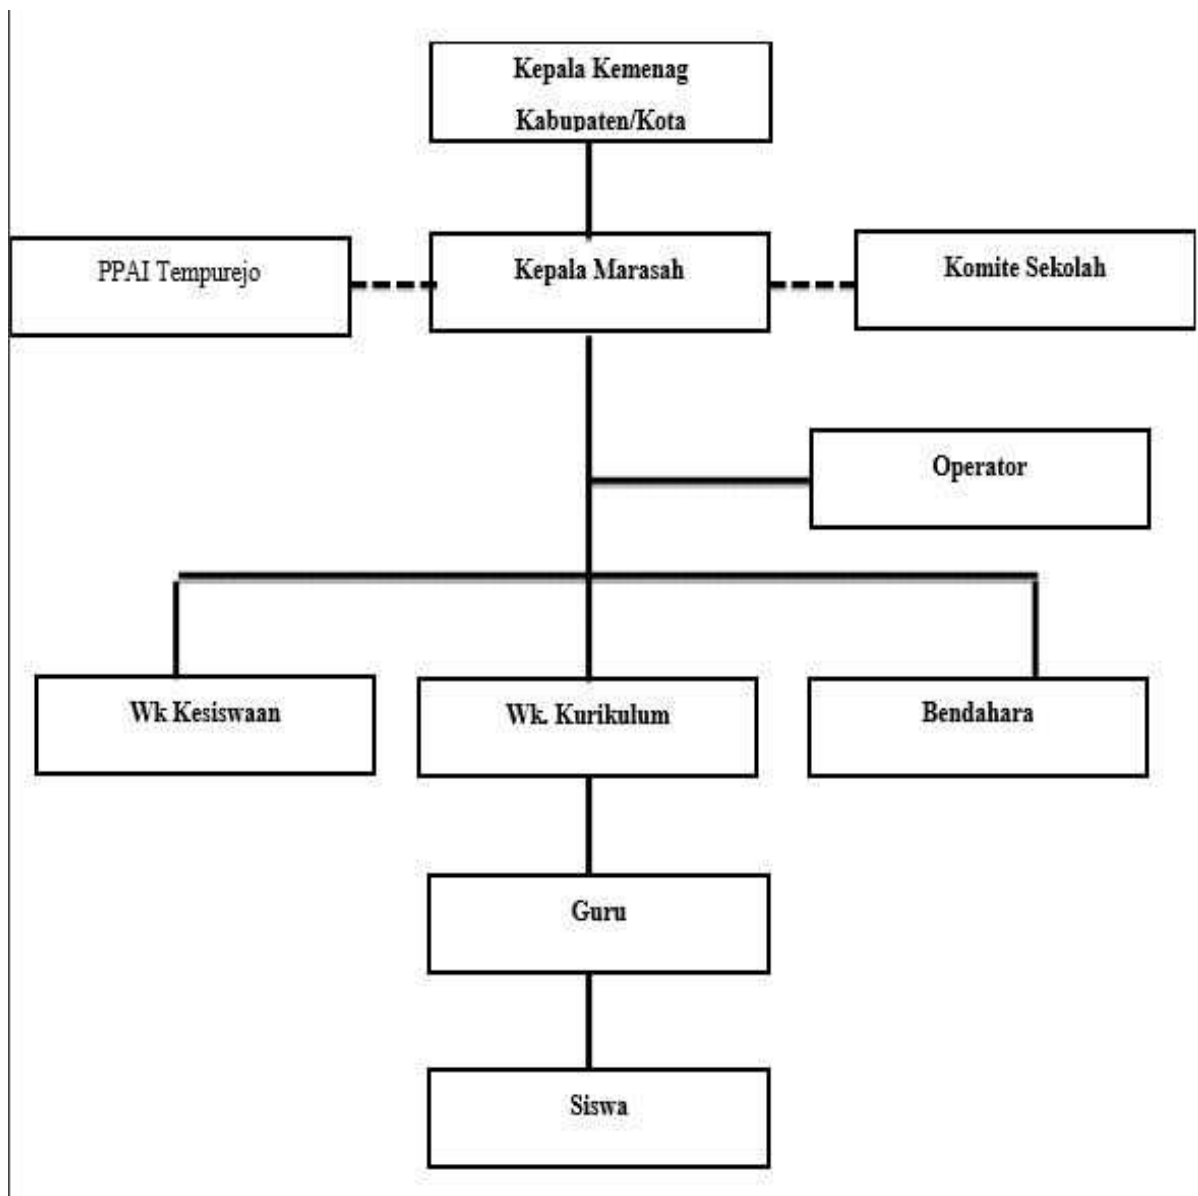 Kepala Kemenag
Kabupaten/Kota
PPAI Tempurejo
Kepala Marasah
Komite Sekolah
Operator
Wk Kesiswaan
Wk. Kurikulum
Bendahara
Guru
Siswa